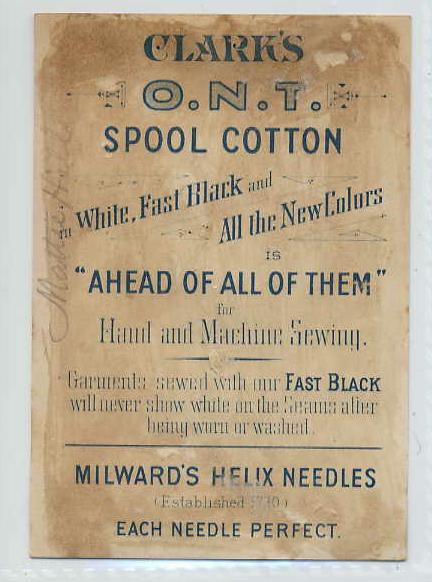 CLARK'S
O.N.T.
SPOOL COTTON
in White, Fast Black and
All the New Colors
IS
"AHEAD OF ALL OF THEM"
for
Hand and Machine Sewing.
Garments sewed with our FAST BLACK
will never show white on the Seams after
being worn or washed.
MILWARD'S HELIX NEEDLES
(Established 1730)
EACH NEEDLE PERFECT.